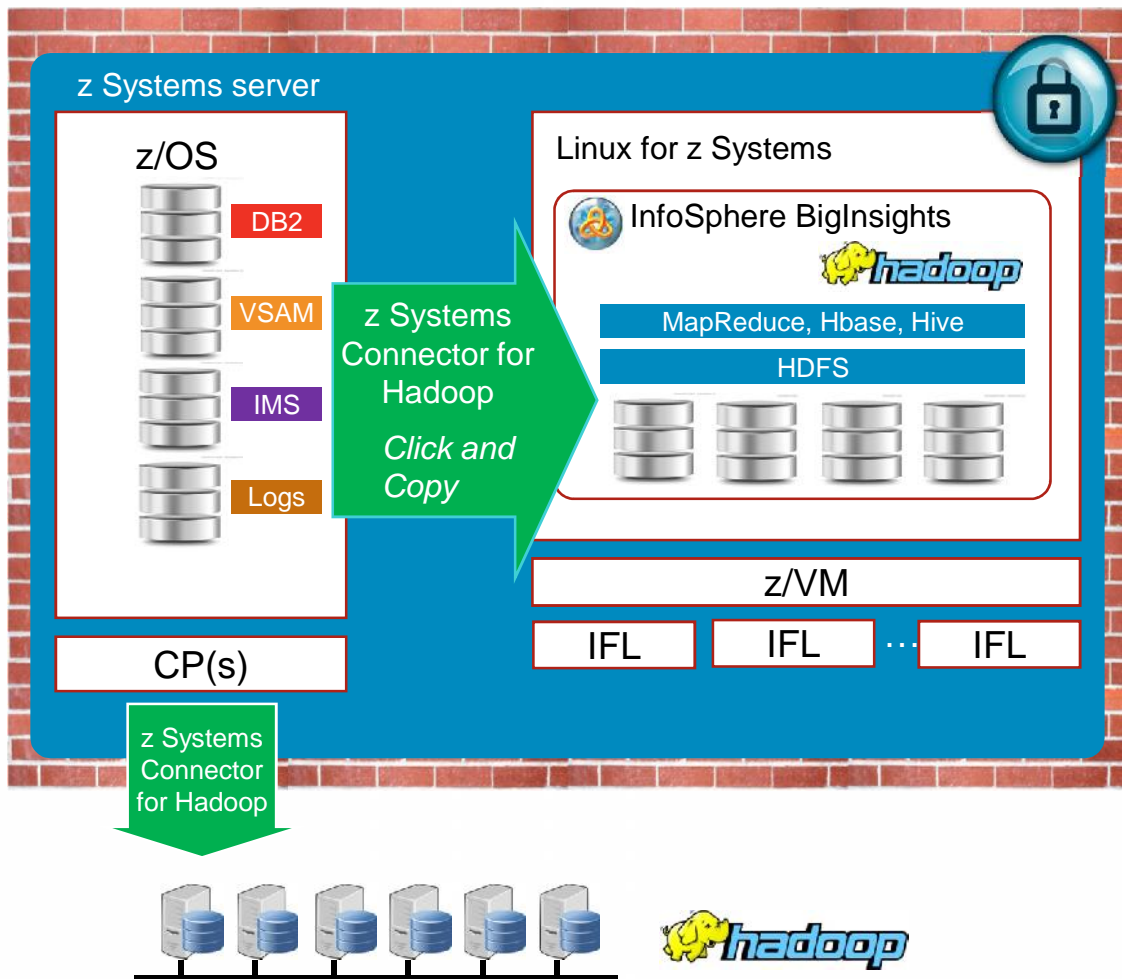 z Systems server
z/OS
DB2
VSAM
IMS
Logs
z Systems
Connector for
Hadoop
Click and
Copy
Linux for z Systems
InfoSphere BigInsights
hadoop
MapReduce, Hbase, Hive
HDFS
z/VM
IFL
IFL
...
IFL
CP(s)
z Systems
Connector
for Hadoop
hadoop